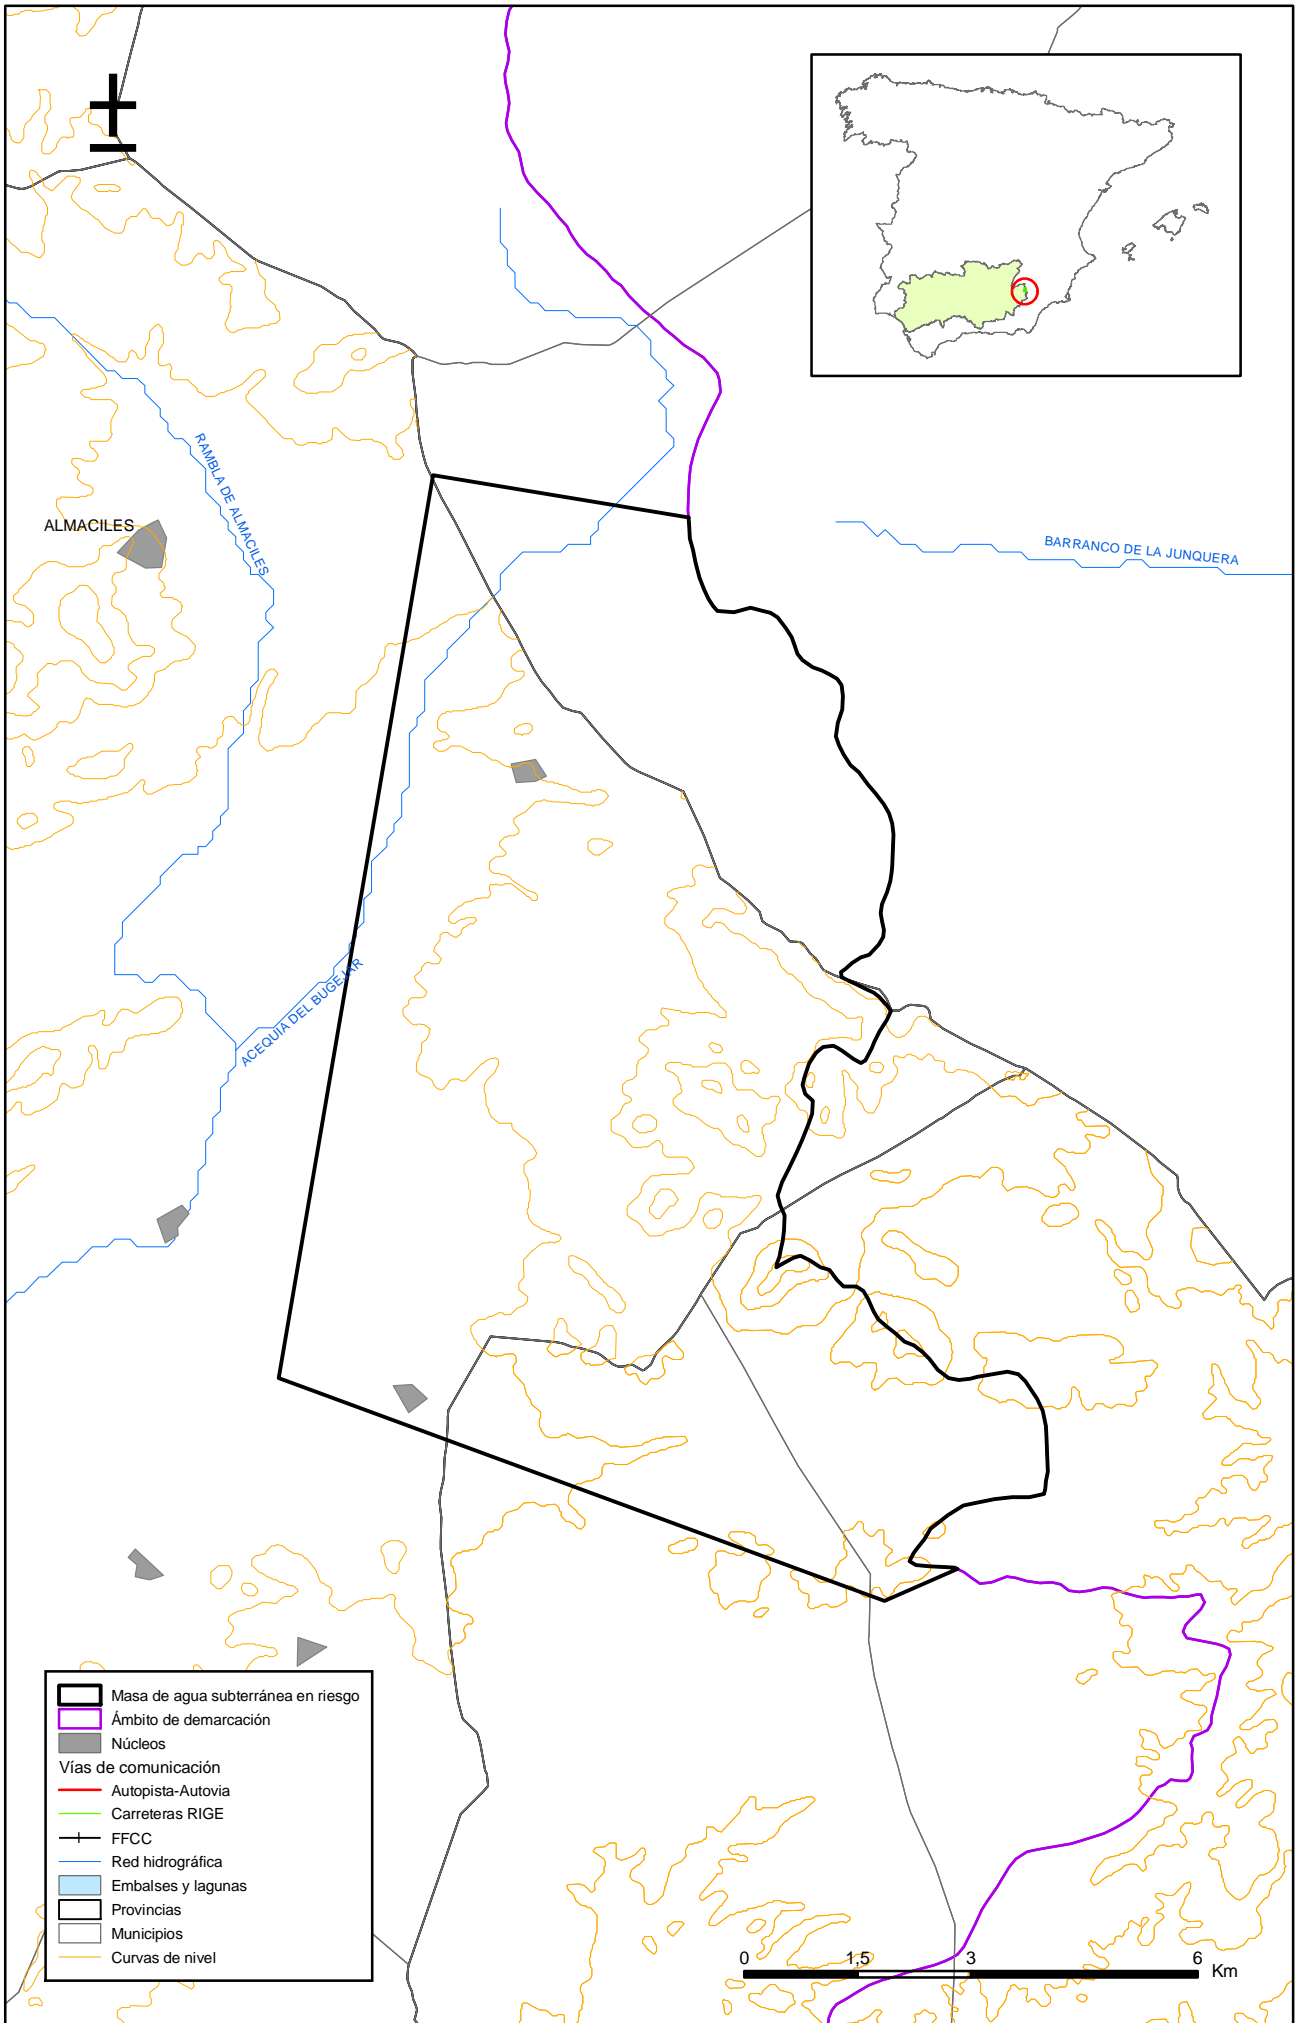 RAMBLA DE ALMACILES
ALMACILES
BARRANCO DE LA JUNQUERA
ACEQUIA DEL BUGEJAR
Masa de agua subterránea en riesgo
Ámbito de demarcación
Núcleos
Vías de comunicación
Autopista-Autovia
Carreteras RIGE
FFCC
Red hidrográfica
Embalses y lagunas
Provincias
Municipios
Curvas de nivel
0 1,5 3 6
Km